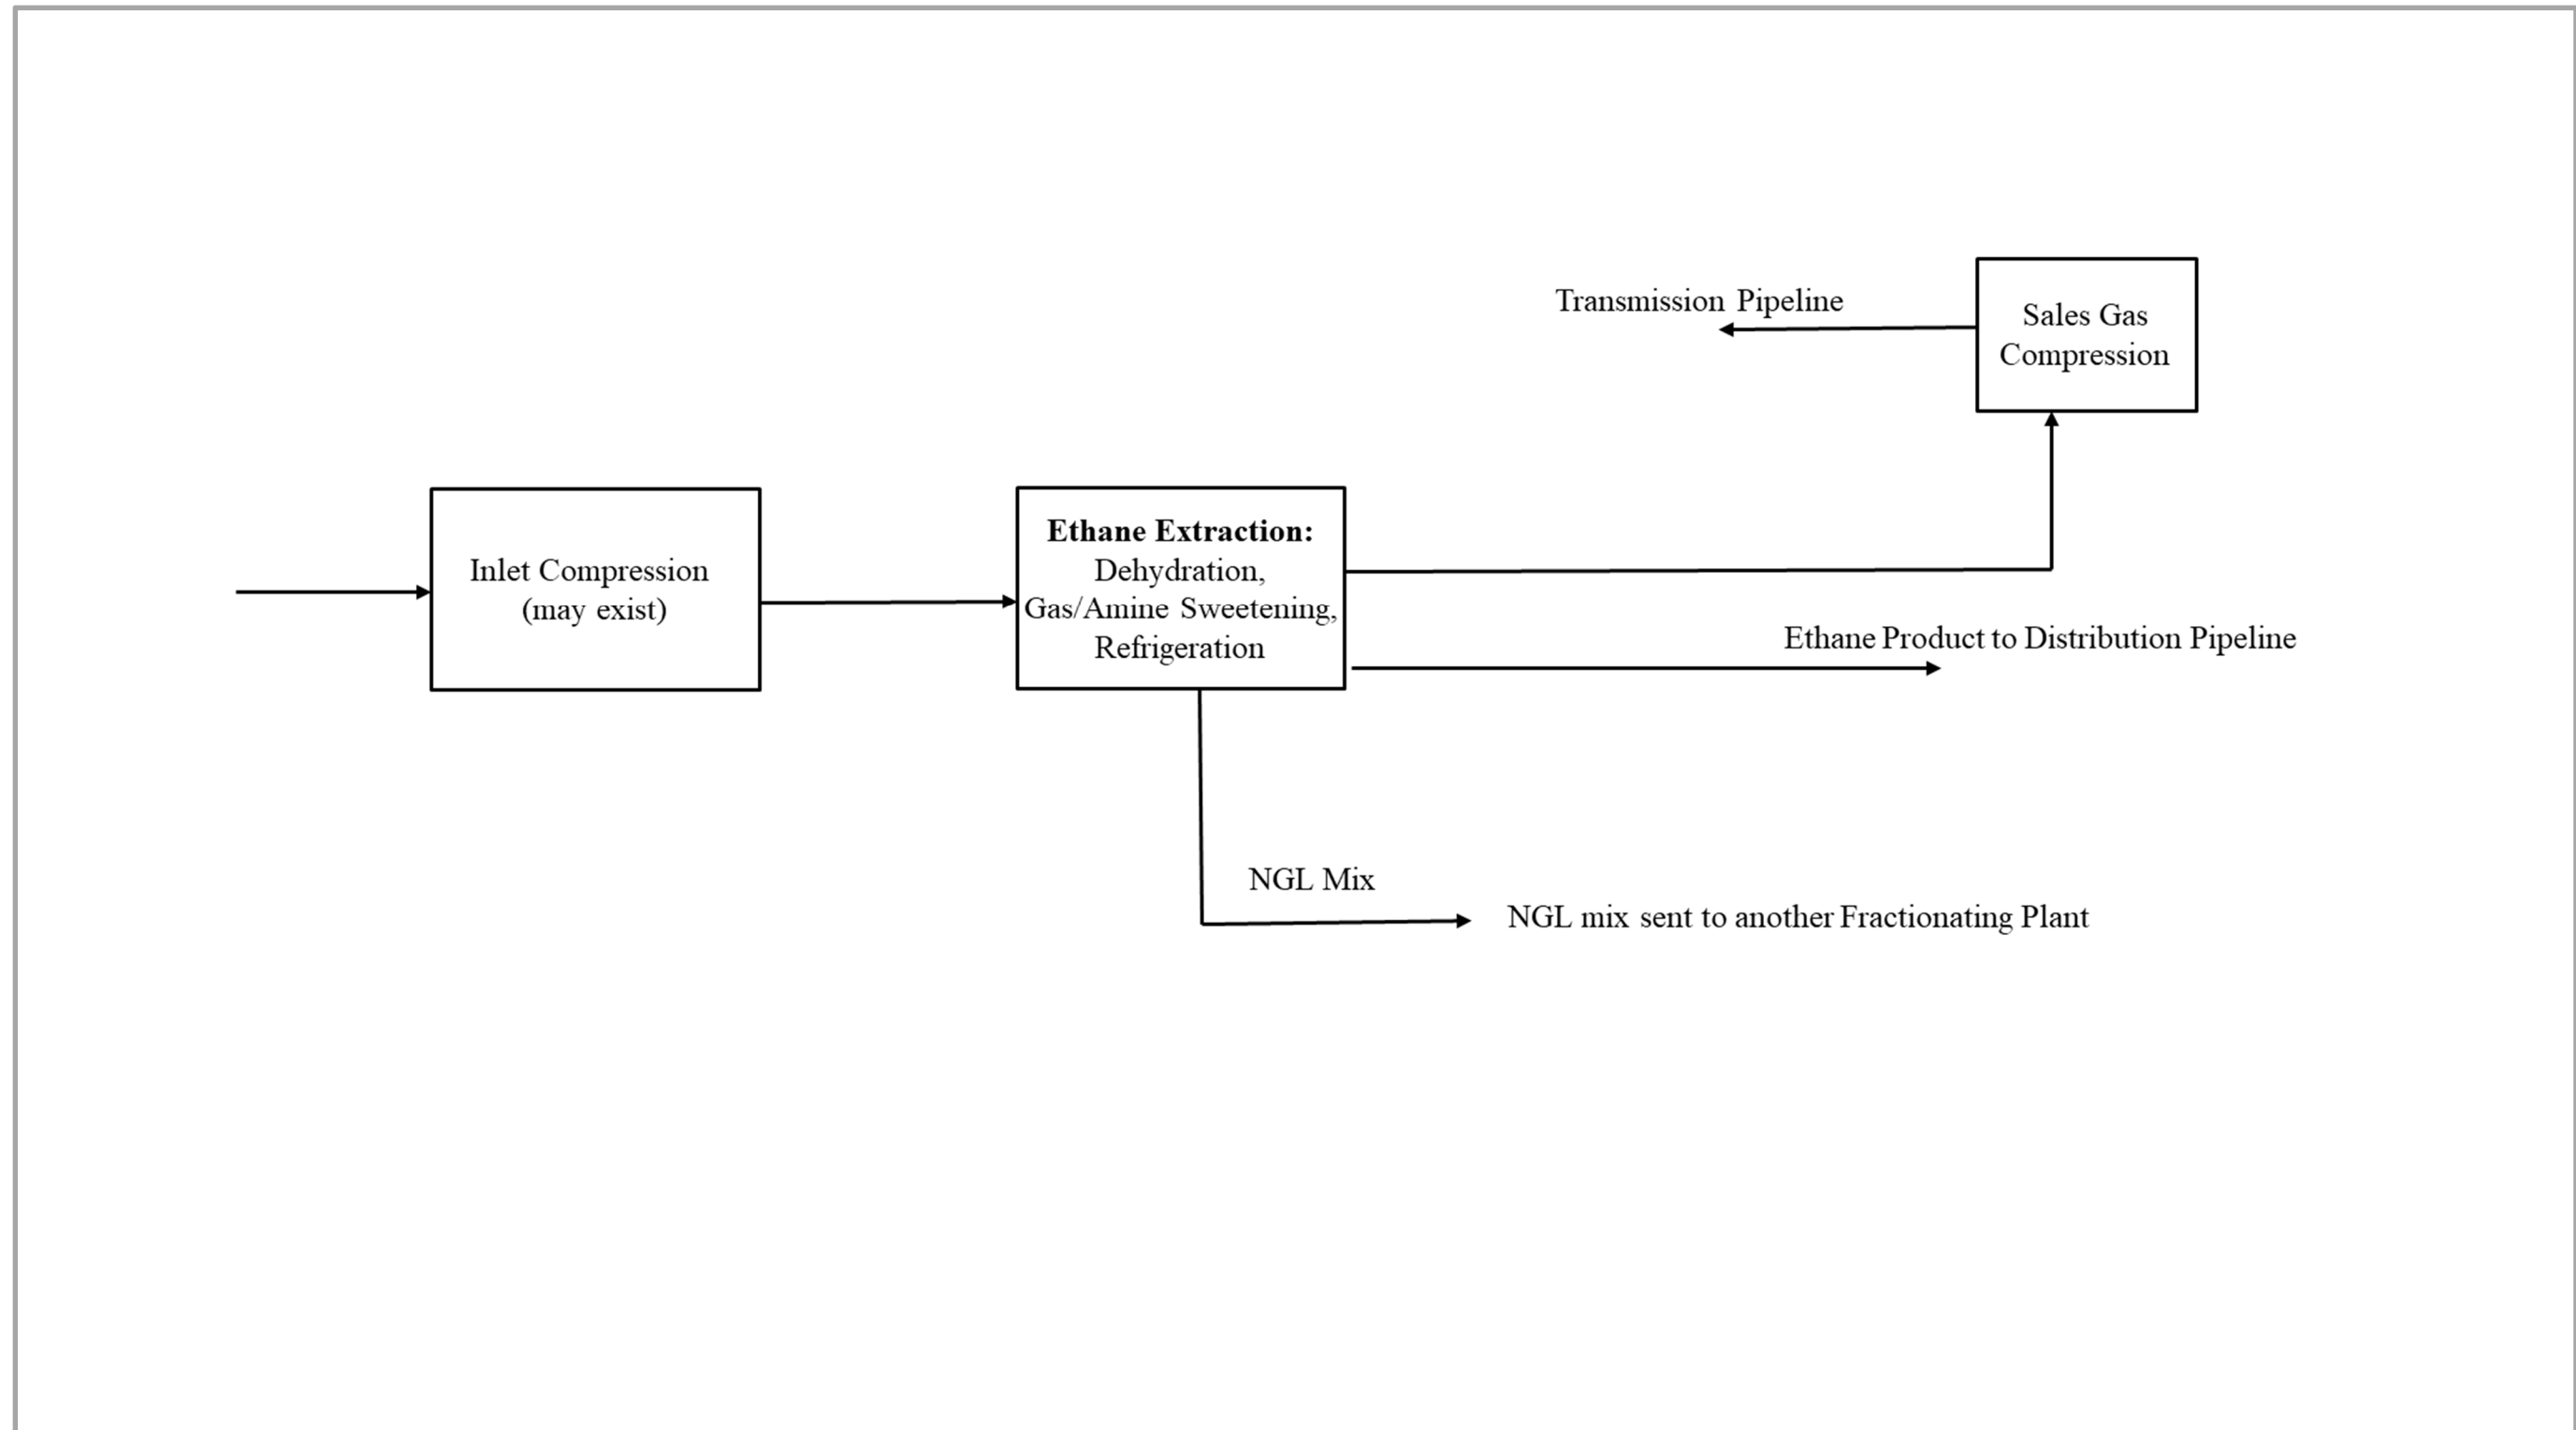 Transmission Pipeline
Sales Gas
Compression
Inlet Compression
(may exist)
Ethane Extraction:
Dehydration,
Gas/Amine Sweetening,
Refrigeration
Ethane Product to Distribution Pipeline
NGL Mix
NGL mix sent to another Fractionating Plant